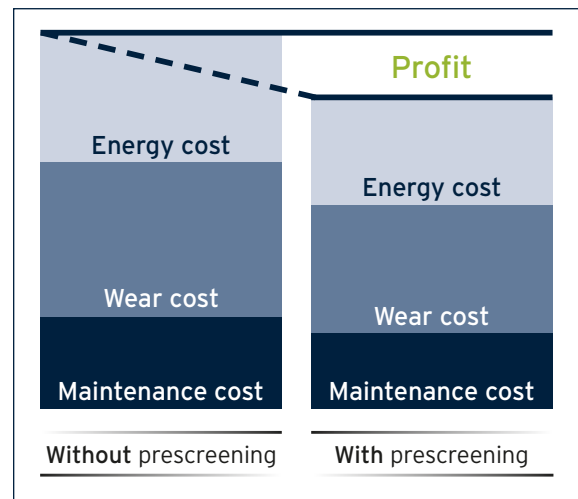 Profit
Energy cost
Energy cost
Wear cost
Wear cost
Maintenance cost
Maintenance cost
Without prescreening
With prescreening